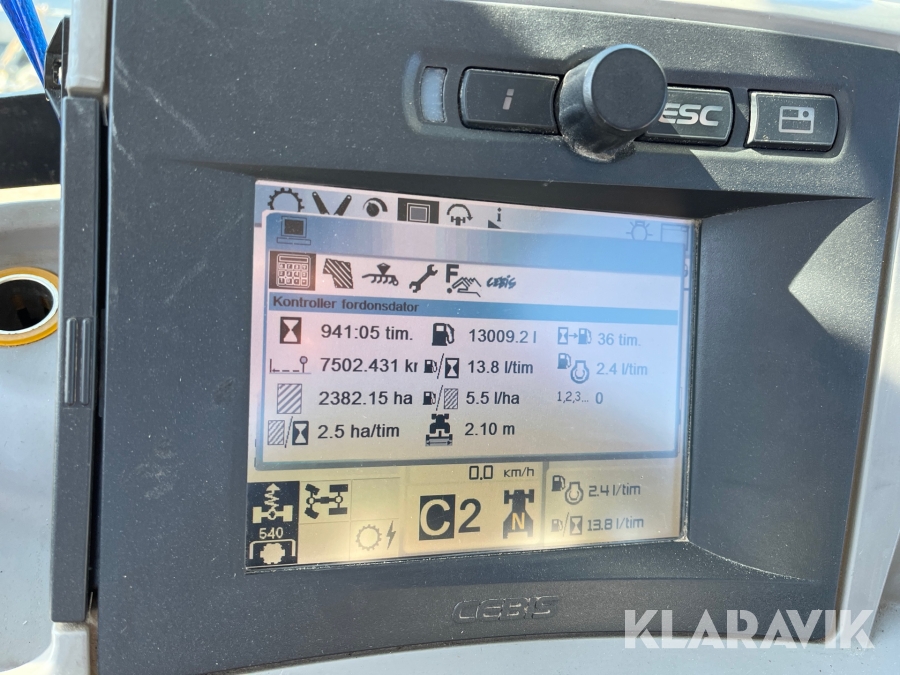 i
ESC
i
F
CEBIS
Kontroller fordonsdator
941:05 tim. 13009.2 l 36 tim.
7502.431 kr 13.8 l/tim 2.4 l/tim
2382.15 ha 5.5 l/ha 1,2,3... 0
2.5 ha/tim 2.10 m
0.0 KM/H
540
C2
N
2.4 l/tim
13.8 l/tim
CEBIS
KLARAVIK